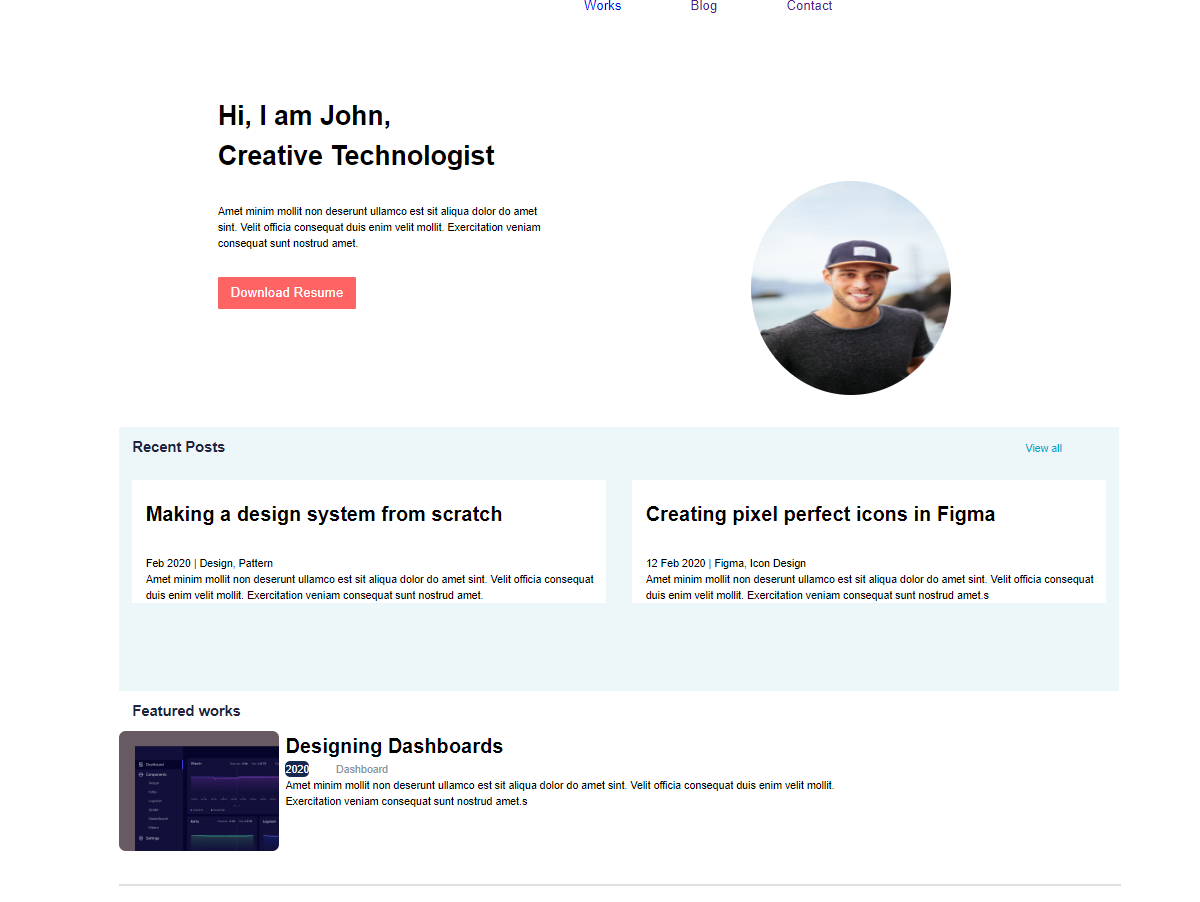 Works Blog Contact
Hi, I am John,
Creative Technologist
Amet minim mollit non deserunt ullamco est sit aliqua dolor do amet
sint. Velit officia consequat duis enim velit mollit. Exercitation veniam
consequat sunt nostrud amet.
Download Resume
Recent Posts
View all
Making a design system from scratch
Feb 2020 | Design, Pattern
Amet minim mollit non deserunt ullamco est sit aliqua dolor do amet sint. Velit officia consequat
duis enim velit mollit. Exercitation veniam consequat sunt nostrud amet.
Creating pixel perfect icons in Figma
12 Feb 2020 | Figma, Icon Design
Amet minim mollit non deserunt ullamco est sit aliqua dolor do amet sint. Velit officia consequat
duis enim velit mollit. Exercitation veniam consequat sunt nostrud amet.s
Featured works
Dashboard
Components
Settings
Designing Dashboards
2020 Dashboard
Amet minim mollit non deserunt ullamco est sit aliqua dolor do amet sint. Velit officia consequat duis enim velit mollit.
Exercitation veniam consequat sunt nostrud amet.s